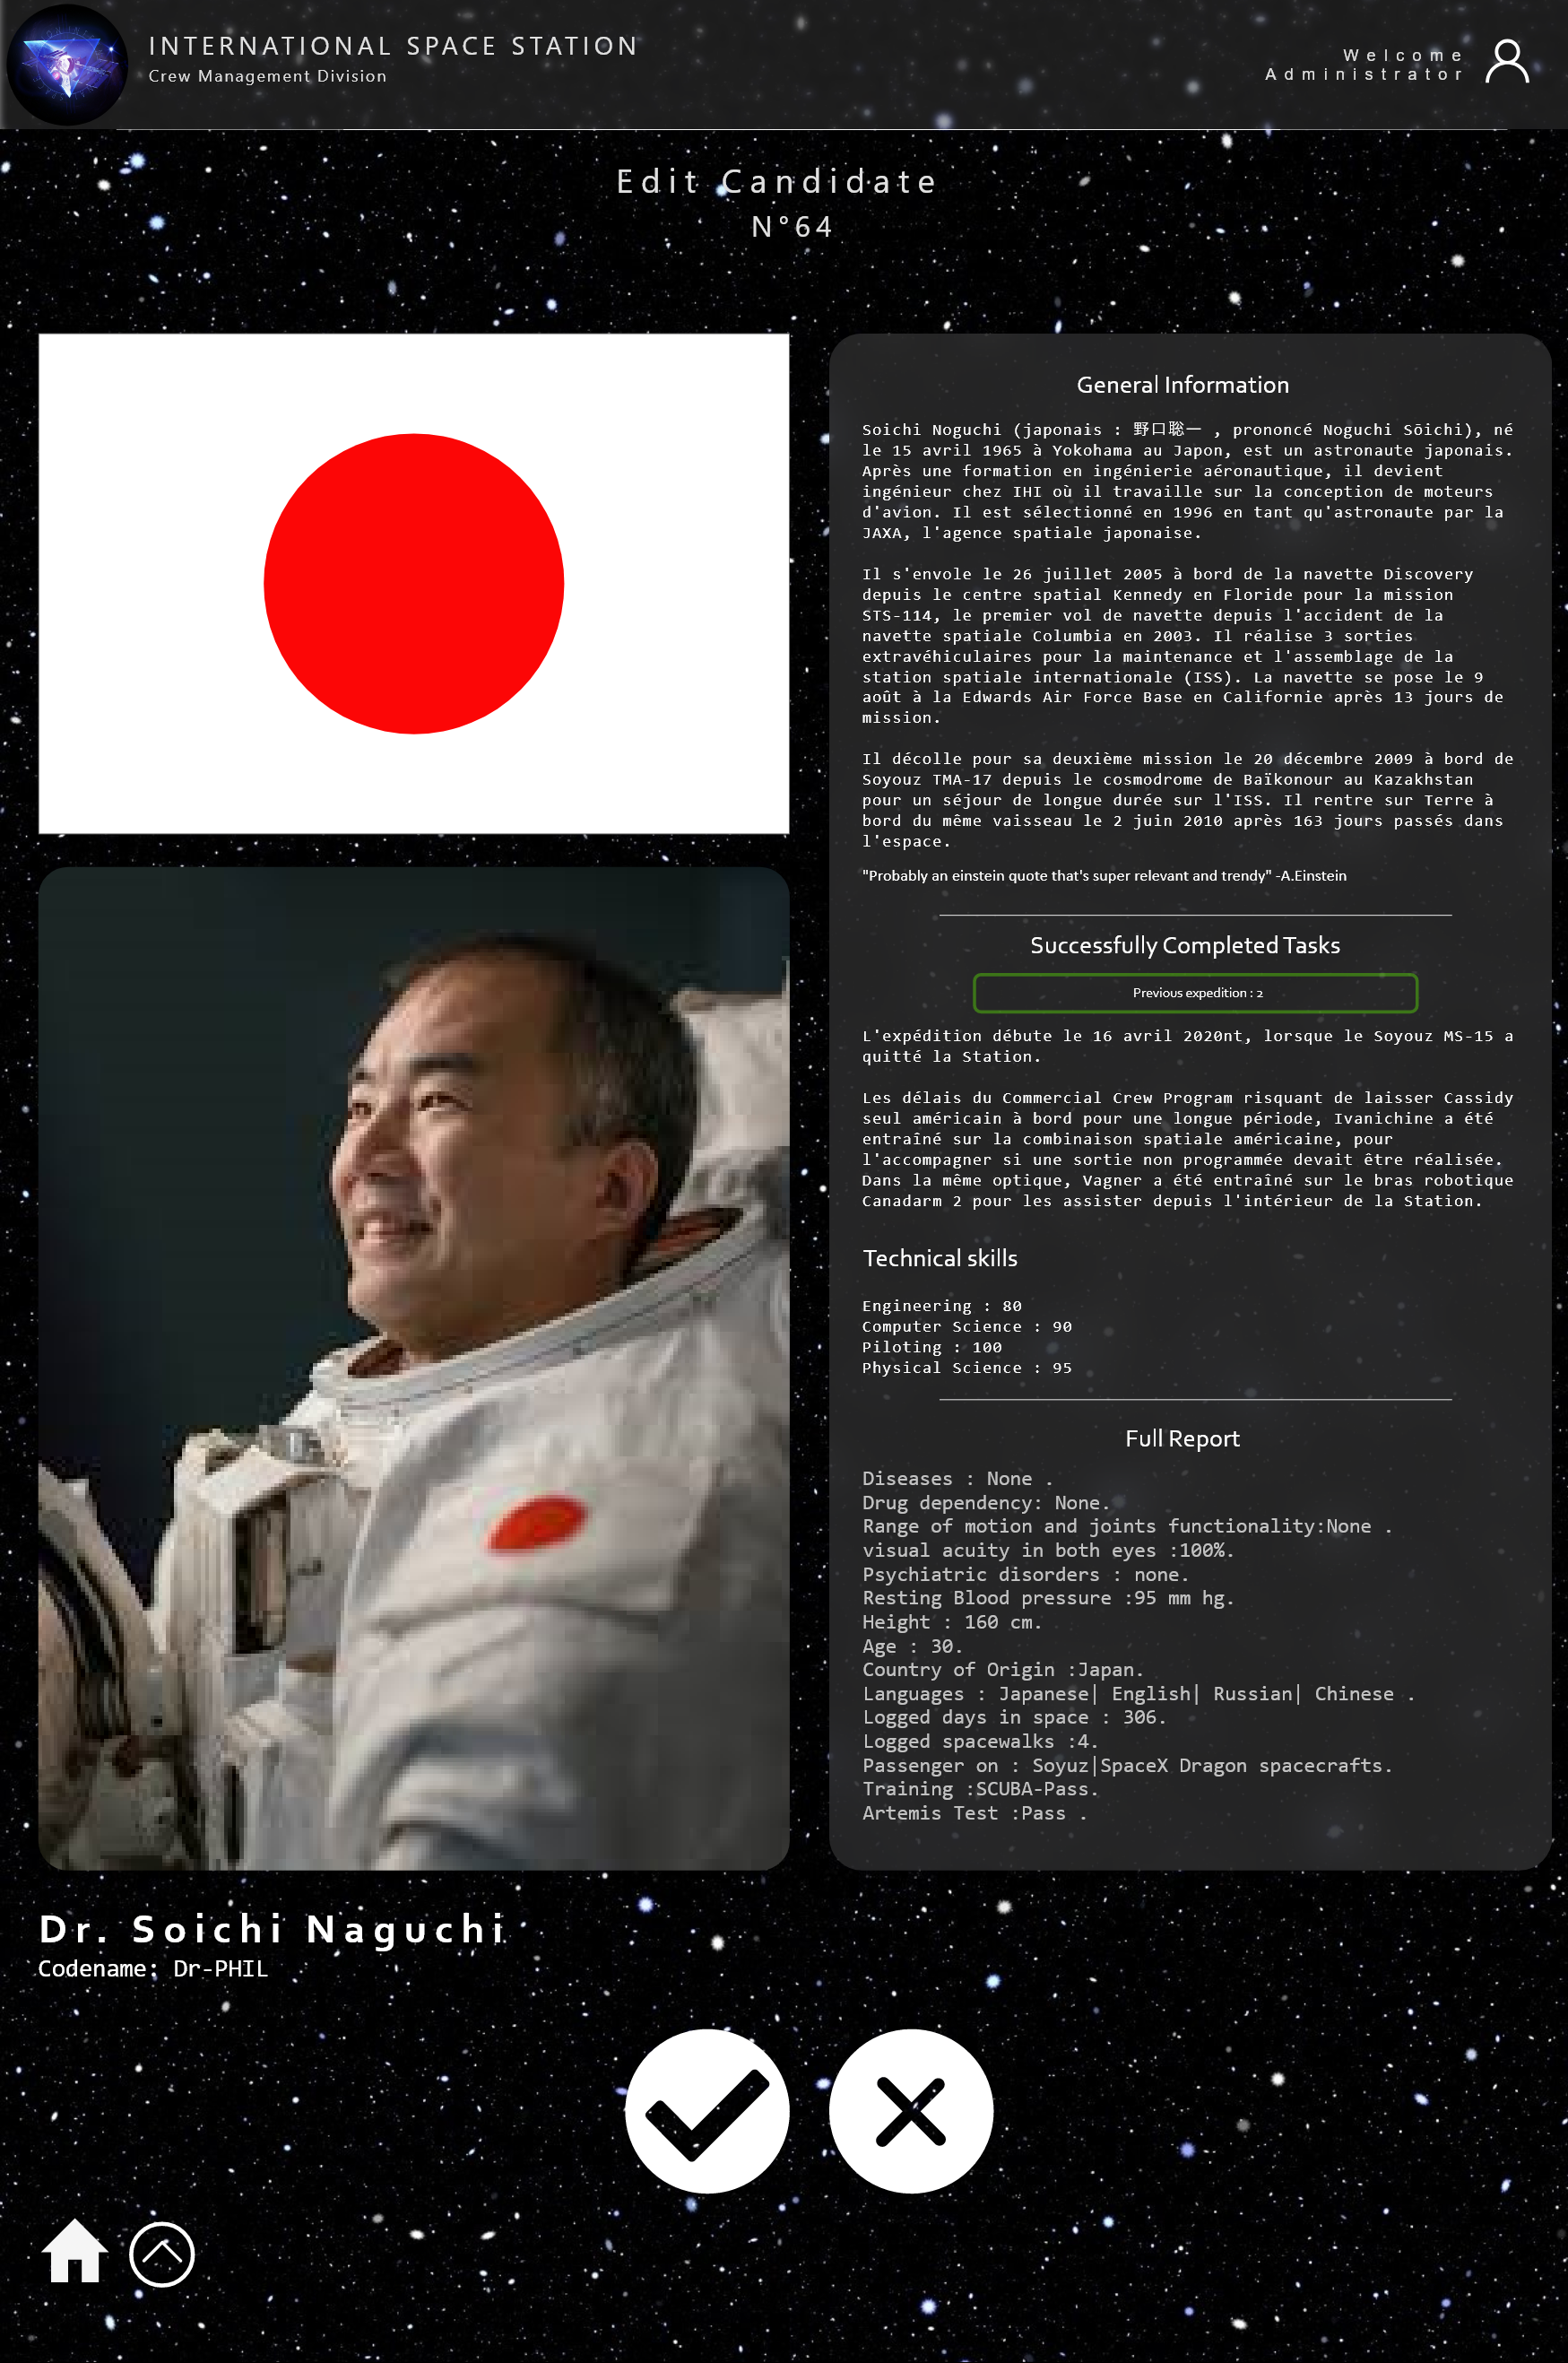 INTERNATIONAL SPACE STATION
Crew Management Division
Welcome
Administrator
Edit Candidate
N°64
General Information
Soichi Noguchi (japonais : 野口聡一 , prononcé Noguchi Sōichi), né
le 15 avril 1965 à Yokohama au Japon, est un astronaute japonais.
Après une formation en ingénierie aéronautique, il devient
ingénieur chez IHI où il travaille sur la conception de moteurs
d'avion. Il est sélectionné en 1996 en tant qu'astronaute par la
JAXA, l'agence spatiale japonaise.
Il s'envole le 26 juillet 2005 à bord de la navette Discovery
depuis le centre spatial Kennedy en Floride pour la mission
STS-114, le premier vol de navette depuis l'accident de la
navette spatiale Columbia en 2003. Il réalise 3 sorties
extravéhiculaires pour la maintenance et l'assemblage de la
station spatiale internationale (ISS). La navette se pose le 9
août à la Edwards Air Force Base en Californie après 13 jours de
mission.
Il décolle pour sa deuxième mission le 20 décembre 2009 à bord de
Soyouz TMA-17 depuis le cosmodrome de Baïkonour au Kazakhstan
pour un séjour de longue durée sur l'ISS. Il rentre sur Terre à
bord du même vaisseau le 2 juin 2010 après 163 jours passés dans
l'espace.
"Probably an einstein quote that's super relevant and trendy" -A.Einstein
Successfully Completed Tasks
Previous expedition : 2
L'expédition débute le 16 avril 2020nt, lorsque le Soyouz MS-15 a
quitté la Station.
Les délais du Commercial Crew Program risquant de laisser Cassidy
seul américain à bord pour une longue période, Ivanichine a été
entraîné sur la combinaison spatiale américaine, pour
l'accompagner si une sortie non programmée devait être réalisée.
Dans la même optique, Vagner a été entraîné sur le bras robotique
Canadarm 2 pour les assister depuis l'intérieur de la Station.
Technical skills
Engineering : 80
Computer Science : 90
Piloting : 100
Physical Science : 95
Full Report
Diseases : None .
Drug dependency: None.
Range of motion and joints functionality:None .
visual acuity in both eyes :100%.
Psychiatric disorders : none.
Resting Blood pressure :95 mm hg.
Height : 160 cm.
Age : 30.
Country of Origin :Japan.
Languages : Japanese| English| Russian| Chinese .
Logged days in space : 306.
Logged spacewalks :4.
Passenger on : Soyuz|SpaceX Dragon spacecrafts.
Training :SCUBA-Pass.
Artemis Test :Pass .
Dr. Soichi Naguchi
Codename: Dr-PHIL